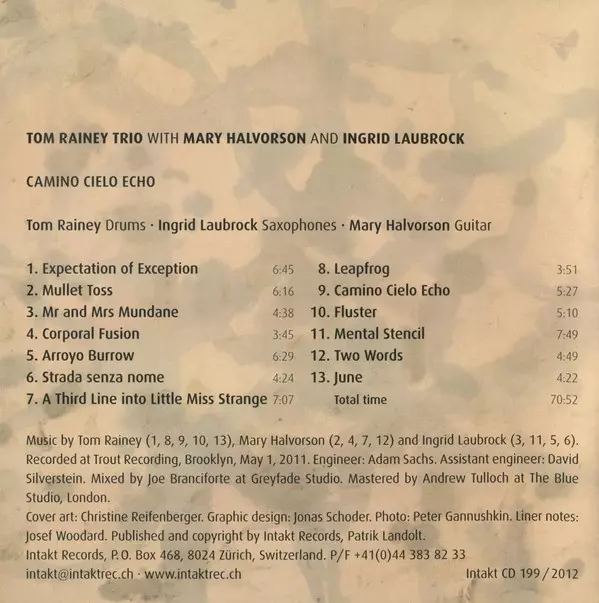 TOM RAINEY TRIO WITH MARY HALVORSON AND INGRID LAUBROCK
CAMINO CIELO ECHO
Tom Rainey Drums · Ingrid Laubrock Saxophones · Mary Halvorson Guitar
1. Expectation of Exception 6:45
2. Mullet Toss 6:16
3. Mr and Mrs Mundane 4:38
4. Corporal Fusion 3:45
5. Arroyo Burrow 6:29
6. Strada senza nome 4:24
7. A Third Line into Little Miss Strange 7:07
8. Leapfrog 3:51
9. Camino Cielo Echo 5:27
10. Fluster 5:10
11. Mental Stencil 7:49
12. Two Words 4:49
13. June 4:22
Total time 70:52
Music by Tom Rainey (1, 8, 9, 10, 13), Mary Halvorson (2, 4, 7, 12) and Ingrid Laubrock (3, 11, 5, 6).
Recorded at Trout Recording, Brooklyn, May 1, 2011. Engineer: Adam Sachs. Assistant engineer: David
Silverstein. Mixed by Joe Branciforte at Greyfade Studio. Mastered by Andrew Tulloch at The Blue
Studio, London.
Cover art: Christine Reifenberger. Graphic design: Jonas Schoder. Photo: Peter Gannushkin. Liner notes:
Josef Woodard. Published and copyright by Intakt Records, Patrik Landolt.
Intakt Records, P.O. Box 468, 8024 Zürich, Switzerland. P/F +41(0)44 383 82 33
intakt@intaktrec.ch · www.intaktrec.ch Intakt CD 199 / 2012